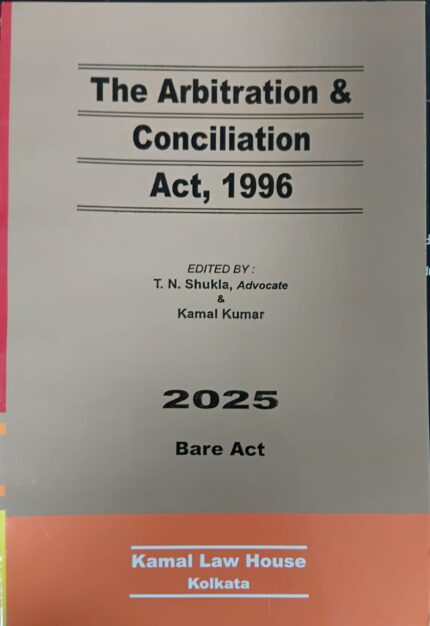 The Arbitration &
Conciliation
Act, 1996
EDITED BY :
T. N. Shukla, Advocate
&
Kamal Kumar
2025
Bare Act
Kamal Law House
Kolkata